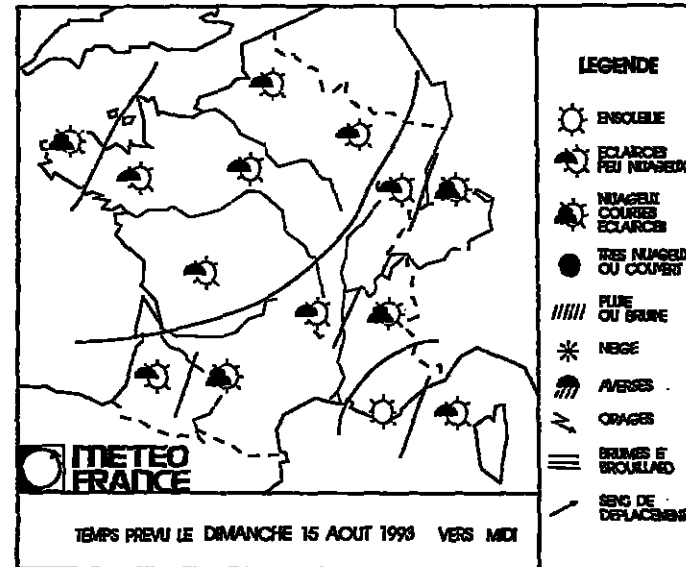 LEGENDE
ENSOLEILLE
ECLAIRCIES
PEU NUAGEUX
NUAGEUX
COURTES
ECLAIRCIES
TRES NUAGEUX
OU COUVERT
PLUIE
OU BRUINE
NEIGE
AVERSES
ORAGES
BRUMES ET
BROUILLARD
SENS DE
DEPLACEMENT
METEO
FRANCE
TEMPS PREVU LE DIMANCHE 15 AOUT 1993 VERS MIDI